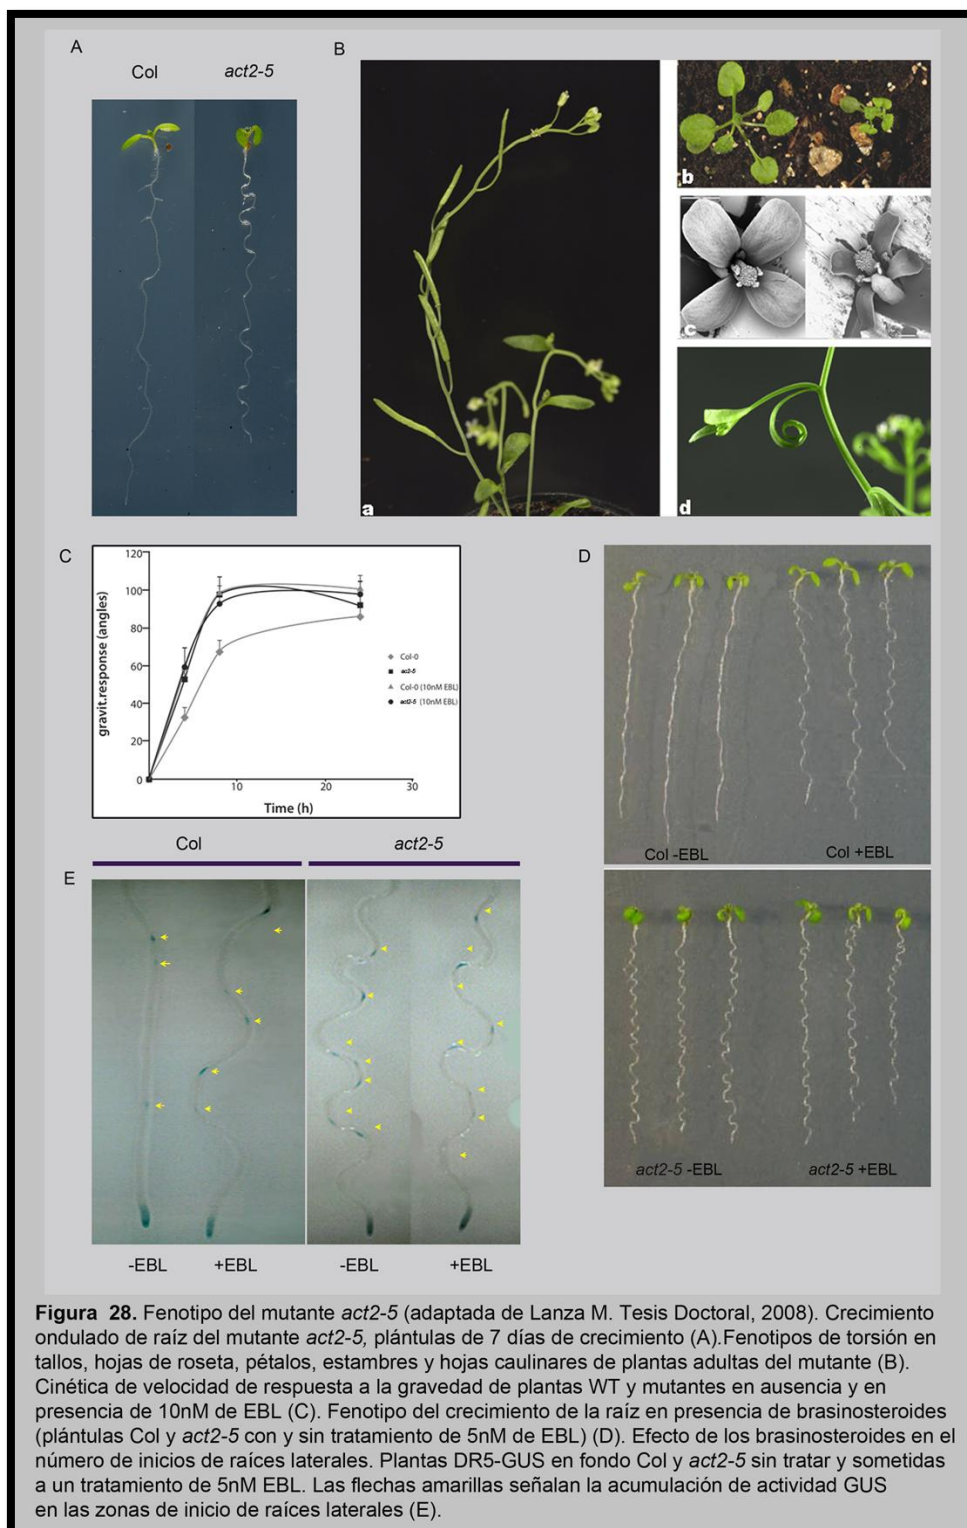 A
B
Col
act2-5
a
b
c
d
C
D
120
100
80
60
40
20
0
gravit.response (angles)
10
20
30
Time (h)
Col-0
act2-5
Col-0 (10nM EBL)
act2-5 (10nM EBL)
Col -EBL
Col +EBL
act2-5 -EBL
act2-5 +EBL
Col
act2-5
E
-EBL
+EBL
-EBL
+EBL
Figura 28. Fenotipo del mutante act2-5 (adaptada de Lanza M. Tesis Doctoral, 2008). Crecimiento
ondulado de raíz del mutante act2-5, plántulas de 7 días de crecimiento (A).Fenotipos de torsión en
tallos, hojas de roseta, pétalos, estambres y hojas caulinares de plantas adultas del mutante (B).
Cinética de velocidad de respuesta a la gravedad de plantas WT y mutantes en ausencia y en
presencia de 10nM de EBL (C). Fenotipo del crecimiento de la raíz en presencia de brasinosteroides
(plántulas Col y act2-5 con y sin tratamiento de 5nM de EBL) (D). Efecto de los brasinosteroides en el
número de inicios de raíces laterales. Plantas DR5-GUS en fondo Col y act2-5 sin tratar y sometidas
a un tratamiento de 5nM EBL. Las flechas amarillas señalan la acumulación de actividad GUS
en las zonas de inicio de raíces laterales (E).